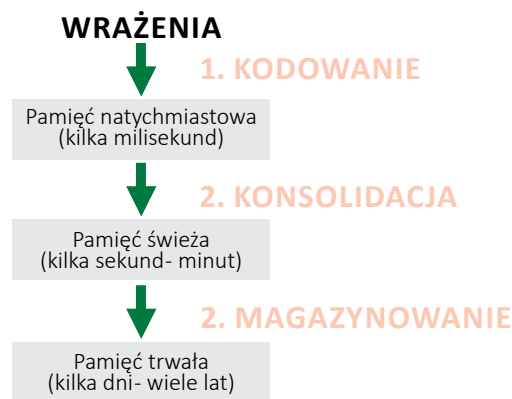 WRAŻENIA
1. KODOWANIE
Pamięć natychmiastowa
(kilka milisekund)
2. KONSOLIDACJA
Pamięć świeża
(kilka sekund- minut)
2. MAGAZYNOWANIE
Pamięć trwała
(kilka dni- wiele lat)